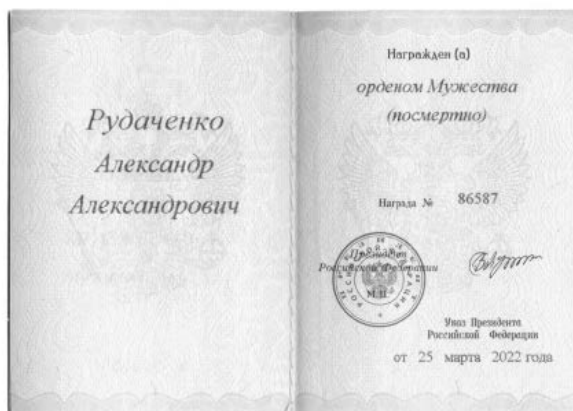 Рудаченко
Александр
Александрович
Награжден (а)
орденом Мужества
(посмертно)
Награда № 86587
Президент
Российской Федерации
М.П.
Указ Президента
Российской Федерации
от 25 марта 2022 года